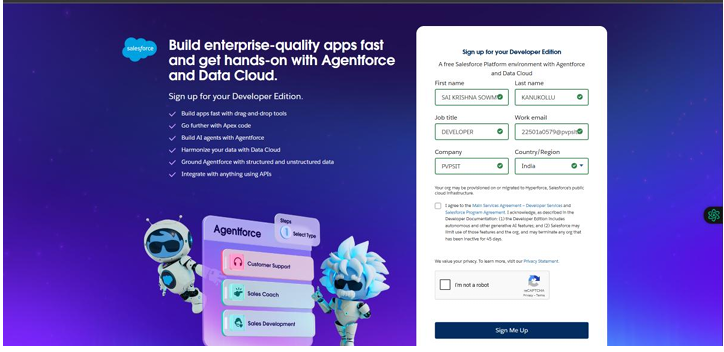 salesforce
Build enterprise-quality apps fast
and get hands-on with Agentforce
and Data Cloud.
Sign up for your Developer Edition.
Build apps fast with drag-and-drop tools
Go further with Apex code
Build AI agents with Agentforce
Harmonize your data with Data Cloud
Ground Agentforce with structured and unstructured data
Integrate with anything using APIs
Agentforce
Steps
1 Select Type
Customer Support
Sales Coach
Sales Development
Sign up for your Developer Edition
A free Salesforce Platform environment with Agentforce
and Data Cloud
First name Last name
SAI KRISHNA SOWM KANUKOLLU
Job title Work email
DEVELOPER 22501a0579@pvpsit
Company Country/Region
PVPSIT India
Your org may be provisioned on or migrated to Hyperforce, Salesforce's public
cloud infrastructure.
I agree to the Main Services Agreement – Developer Services and
Salesforce Program Agreement. I acknowledge, as described in the
Developer Documentation: (1) the Developer Edition includes
autonomous and other generative AI features, and (2) Salesforce may
limit use of those features and the org, and may terminate any org that
has been inactive for 45 days.
We value your privacy. To learn more, visit our Privacy Statement.
I'm not a robot
reCAPTCHA
Privacy - Terms
Sign Me Up